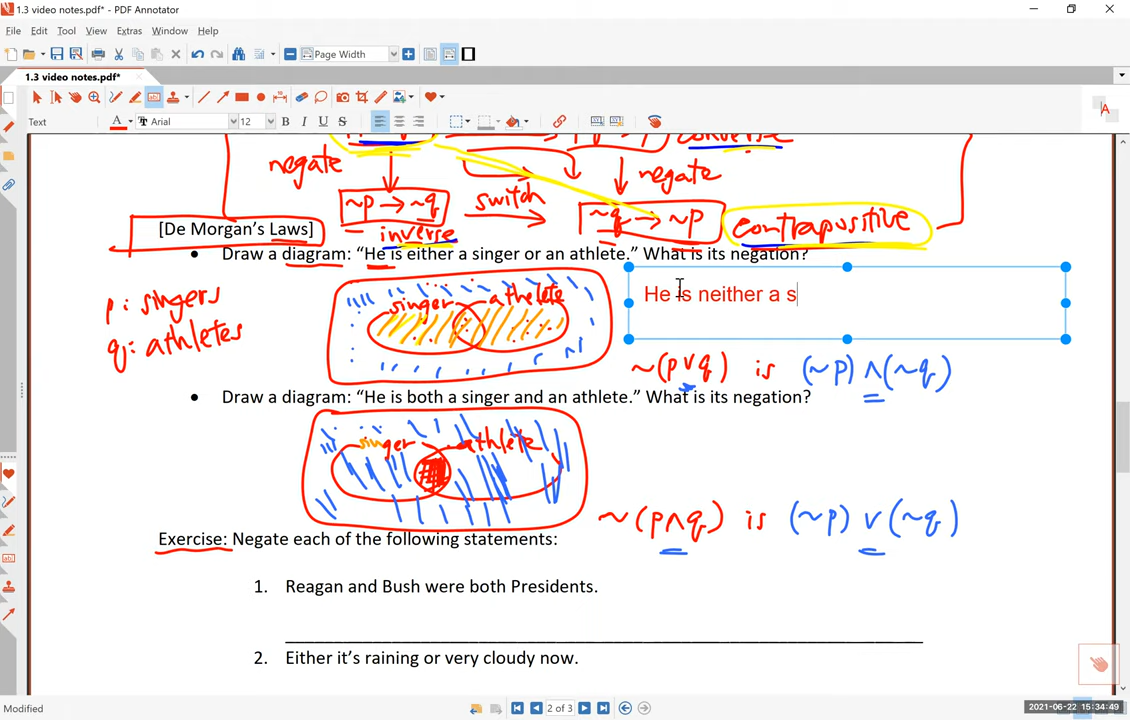 1.3 video notes.pdf* - PDF Annotator
File Edit Tool View Extras Window Help
Page Width
1.3 video notes.pdf*
Text Arial 12 B I U S
A
converse
negate
negate
~p → ~q
switch
~q → ~p
contrapositive
[De Morgan's Laws]
inverse
• Draw a diagram: "He is either a singer or an athlete." What is its negation?
He is neither a s
p: singers
q: athletes
singer athelete
~(p∨q) is (~p) ∧ (~q)
• Draw a diagram: "He is both a singer and an athlete." What is its negation?
singer athlete
~(p∧q) is (~p) ∨ (~q)
Exercise: Negate each of the following statements:
1. Reagan and Bush were both Presidents.
2. Either it's raining or very cloudy now.
Modified
2 of 3
2021-06-22 15:34:49